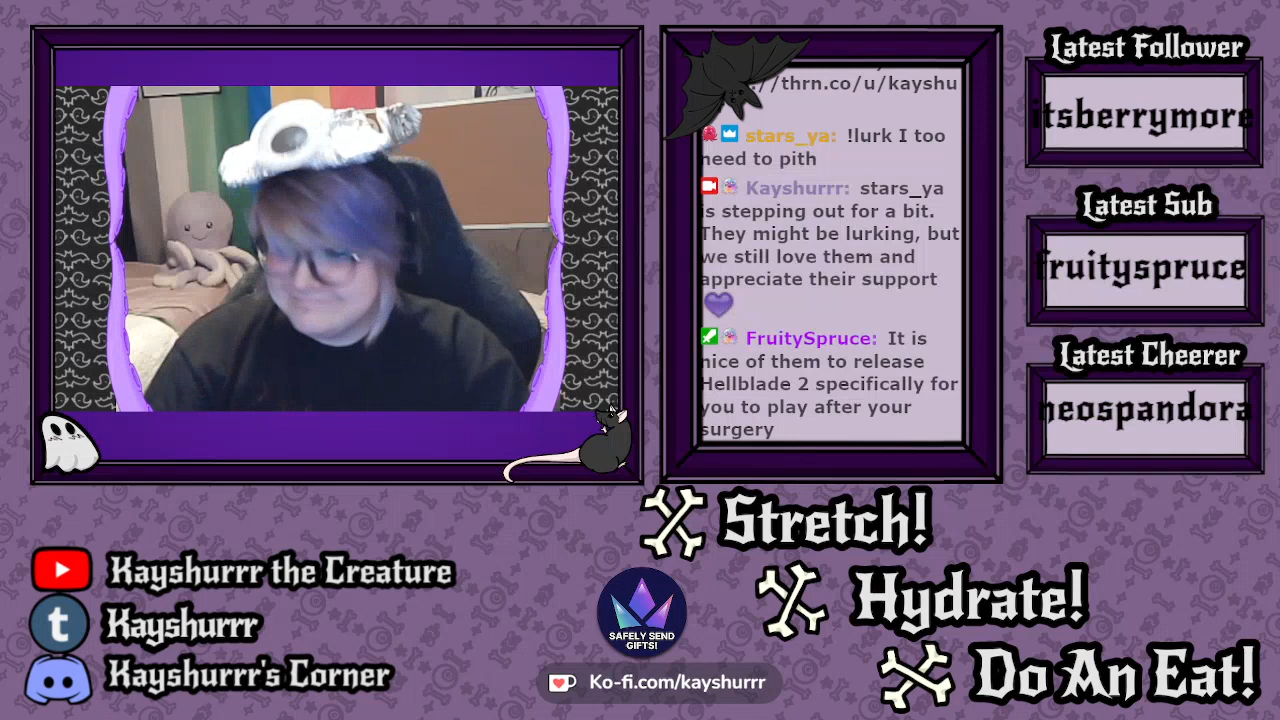 ://thrn.co/u/kayshu
stars_ya: !lurk I too
need to pith
Kayshurrr: stars_ya
is stepping out for a bit.
They might be lurking, but
we still love them and
appreciate their support
FruitySpruce: It is
nice of them to release
Hellblade 2 specifically for
you to play after your
surgery
Latest Follower
itsberrymore
Latest Sub
fruityspruce
Latest Cheerer
neospandora
Stretch!
Hydrate!
Do An Eat!
Kayshurrr the Creature
t
Kayshurrr
Kayshurrr's Corner
SAFELY SEND
GIFTS!
Ko-fi.com/kayshurrr